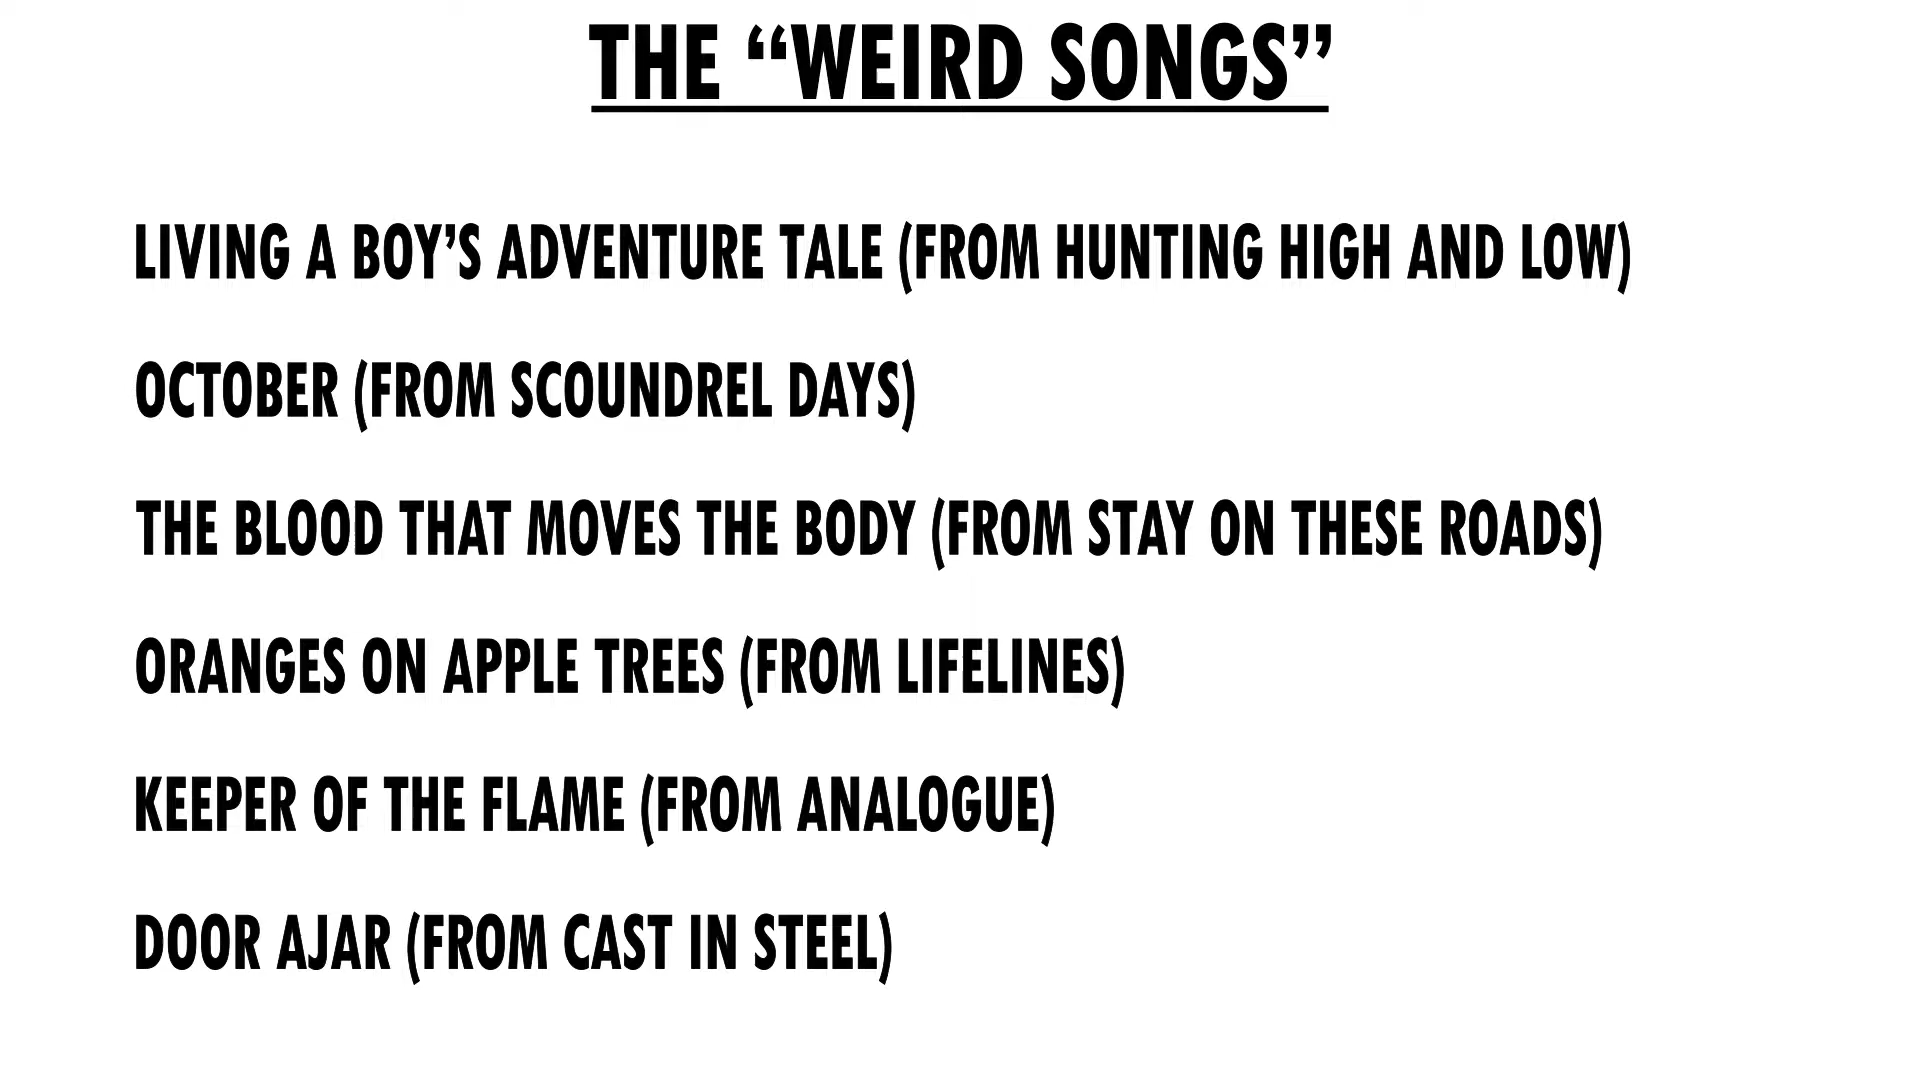 THE “WEIRD SONGS”
LIVING A BOY’S ADVENTURE TALE (FROM HUNTING HIGH AND LOW)
OCTOBER (FROM SCOUNDREL DAYS)
THE BLOOD THAT MOVES THE BODY (FROM STAY ON THESE ROADS)
ORANGES ON APPLE TREES (FROM LIFELINES)
KEEPER OF THE FLAME (FROM ANALOGUE)
DOOR AJAR (FROM CAST IN STEEL)